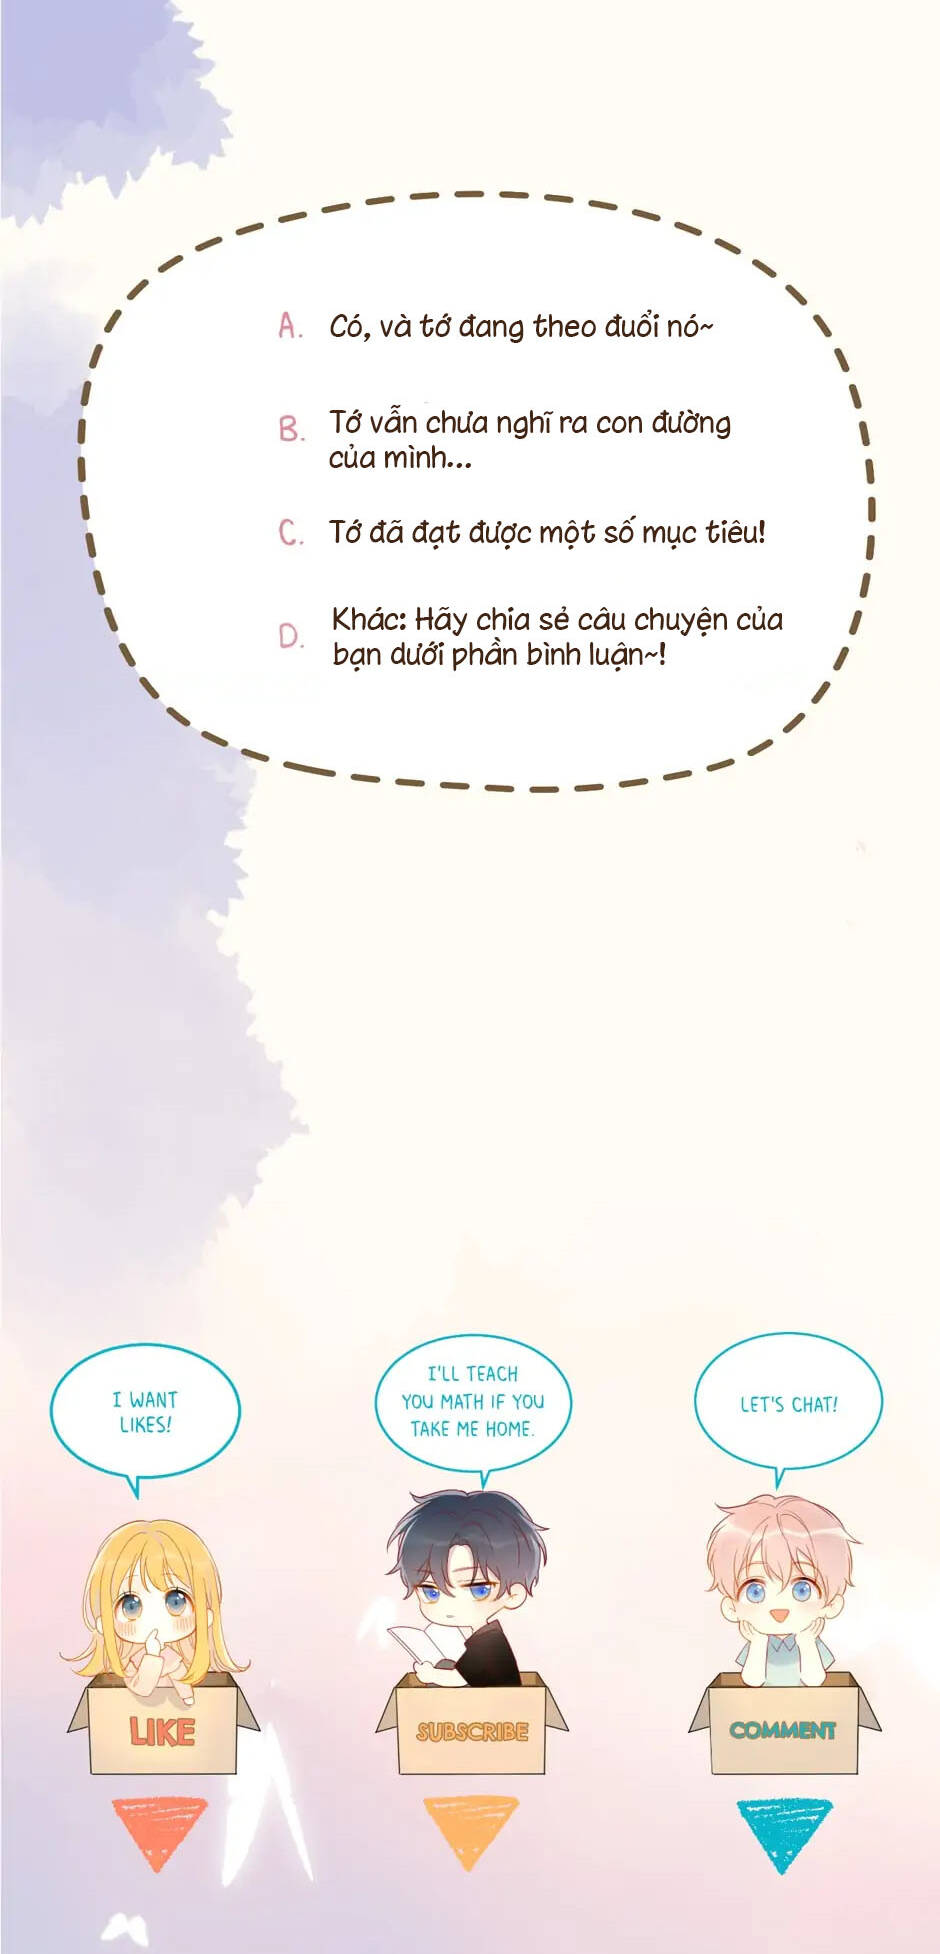 A. Có, và tớ đang theo đuổi nó~
B. Tớ vẫn chưa nghĩ ra con đường
của mình...
C. Tớ đã đạt được một số mục tiêu!
D. Khác: Hãy chia sẻ câu chuyện của
bạn dưới phần bình luận~!
I WANT
LIKES!
I'LL TEACH
YOU MATH IF YOU
TAKE ME HOME.
LET'S CHAT!
LIKE
SUBSCRIBE
COMMENT